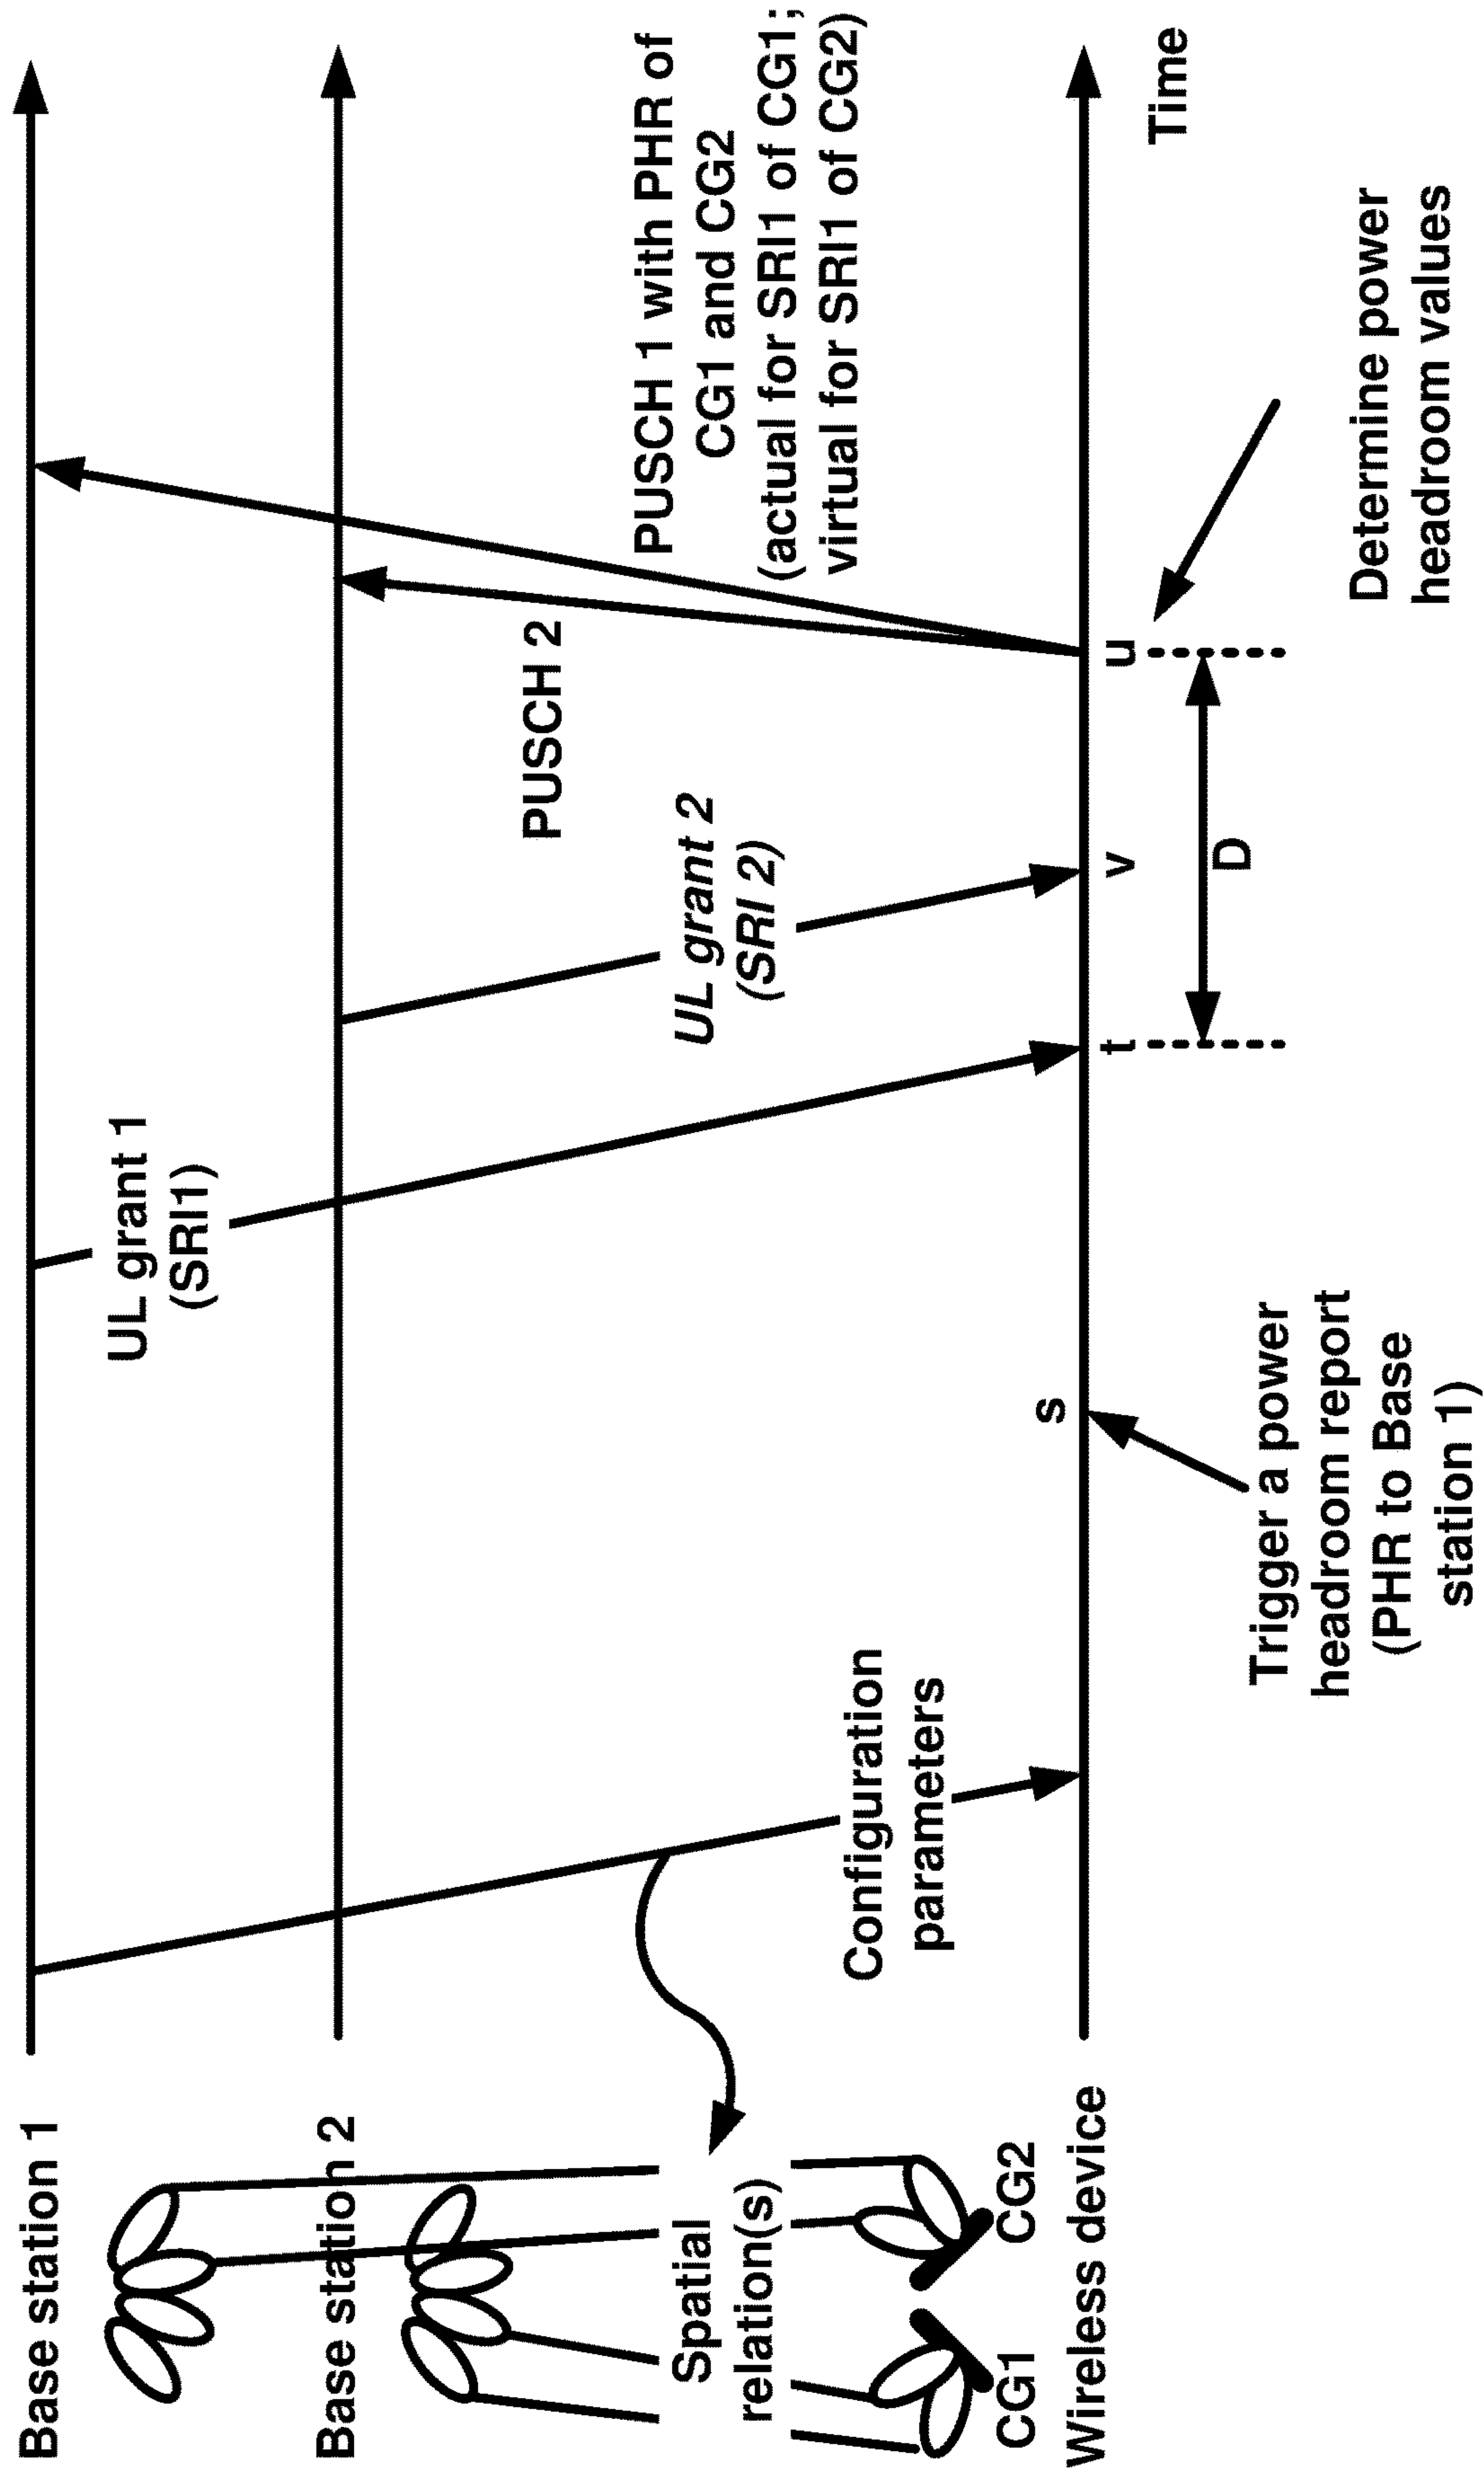 Base station 1
Base station 2
Spatial
relation(s)
CG1
CG2
Wireless device
Configuration
parameters
Trigger a power
headroom report
(PHR to Base
station 1)
s
UL grant 1
(SRI1)
UL grant 2
(SRI 2)
t
v
u
D
PUSCH 2
PUSCH 1 with PHR of
CG1 and CG2
(actual for SRI1 of CG1;
virtual for SRI1 of CG2)
Determine power
headroom values
Time